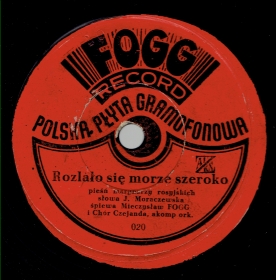 FOGG
RECORD
POLSKA PŁYTA GRAMOFONOWA
Rozlało się morze szeroko
pieśń marynarzy rosyjskich
słowa J. Moraczewska
śpiewa Mieczysław FOGG
i Chór Czejanda, akomp ork.
020